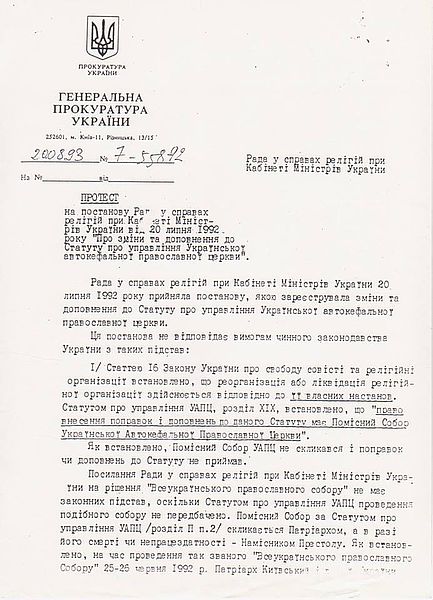 ПРОКУРАТУРА
УКРАЇНИ
ГЕНЕРАЛЬНА
ПРОКУРАТУРА
УКРАЇНИ
252601, м. Київ-11, Різницька, 13/15
200893 № 7-55892
На № від
Рада у справах релігій при
Кабінеті Міністрів України
ПРОТЕСТ
на постанову у справах
релігій при Мініст-
рів України від 20 липня 1992
року "Про зміни та доповнення до
Статуту про управління Української
автокефальної православної церкви".
Рада у справах релігій при Кабінеті Міністрів України 20
липня 1992 року прийняла постанову, якою зареєструвала зміни та
доповнення до Статуту про управління Української автокефальної
православної церкви.
Ця постанова не відповідає вимогам чинного законодавства
України з таких підстав:
I/ Статтею 16 Закону України про свободу совісті та релігійні
організації встановлено, що реорганізація або ліквідація релігій-
ної організації здійснюється відповідно до її власних настанов.
Статутом про управління УАПЦ, розділ XIX, встановлено, що "право
внесення поправок і доповнень до даного Статуту має Помісний Собор
Української Автокефальної Православної Церкви".
Як встановлено, Помісний Собор УАПЦ не скликався і поправок
чи доповнень до Статуту не приймав.
Посилання Ради у справах релігій при Кабінеті Міністрів Укра-
їни на рішення "Всеукраїнського православного собору" не має
законних підстав, оскільки Статутом про управління УАПЦ проведення
подібного собору не передбачено. Помісний Собор за Статутом про
управління УАПЦ /розділ П п.2/ скликається Патріархом, а в разі
його смерті чи непрацездатності - Намісником Престолу. Як встанов-
лено, на час проведення так званого "Всеукраїнського православного
Собору" 25-26 червня 1992 р. Патріарх Київський і України